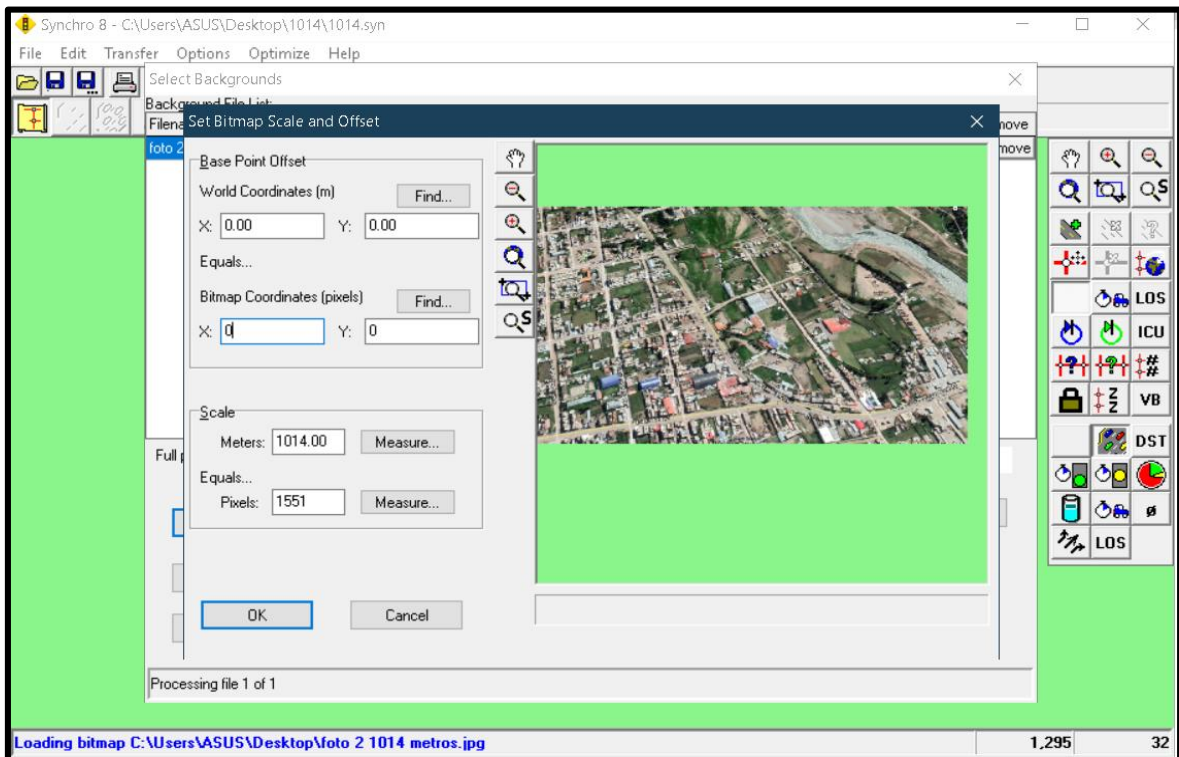 Synchro 8 - C:\Users\ASUS\Desktop\1014\1014.syn
File Edit Transfer Options Optimize Help
Select Backgrounds
Background File List:
Set Bitmap Scale and Offset
foto 2
Base Point Offset
World Coordinates (m)
Find...
X: 0.00 Y: 0.00
Equals...
Bitmap Coordinates (pixels)
Find...
X: 0 Y: 0
Scale
Meters: 1014.00 Measure...
Equals...
Pixels: 1551 Measure...
OK Cancel
Full
Processing file 1 of 1
S
S
LOS
ICU
?
?
#
#
Z
Z
VB
DST
ø
LOS
Loading bitmap C:\Users\ASUS\Desktop\foto 2 1014 metros.jpg 1,295 32